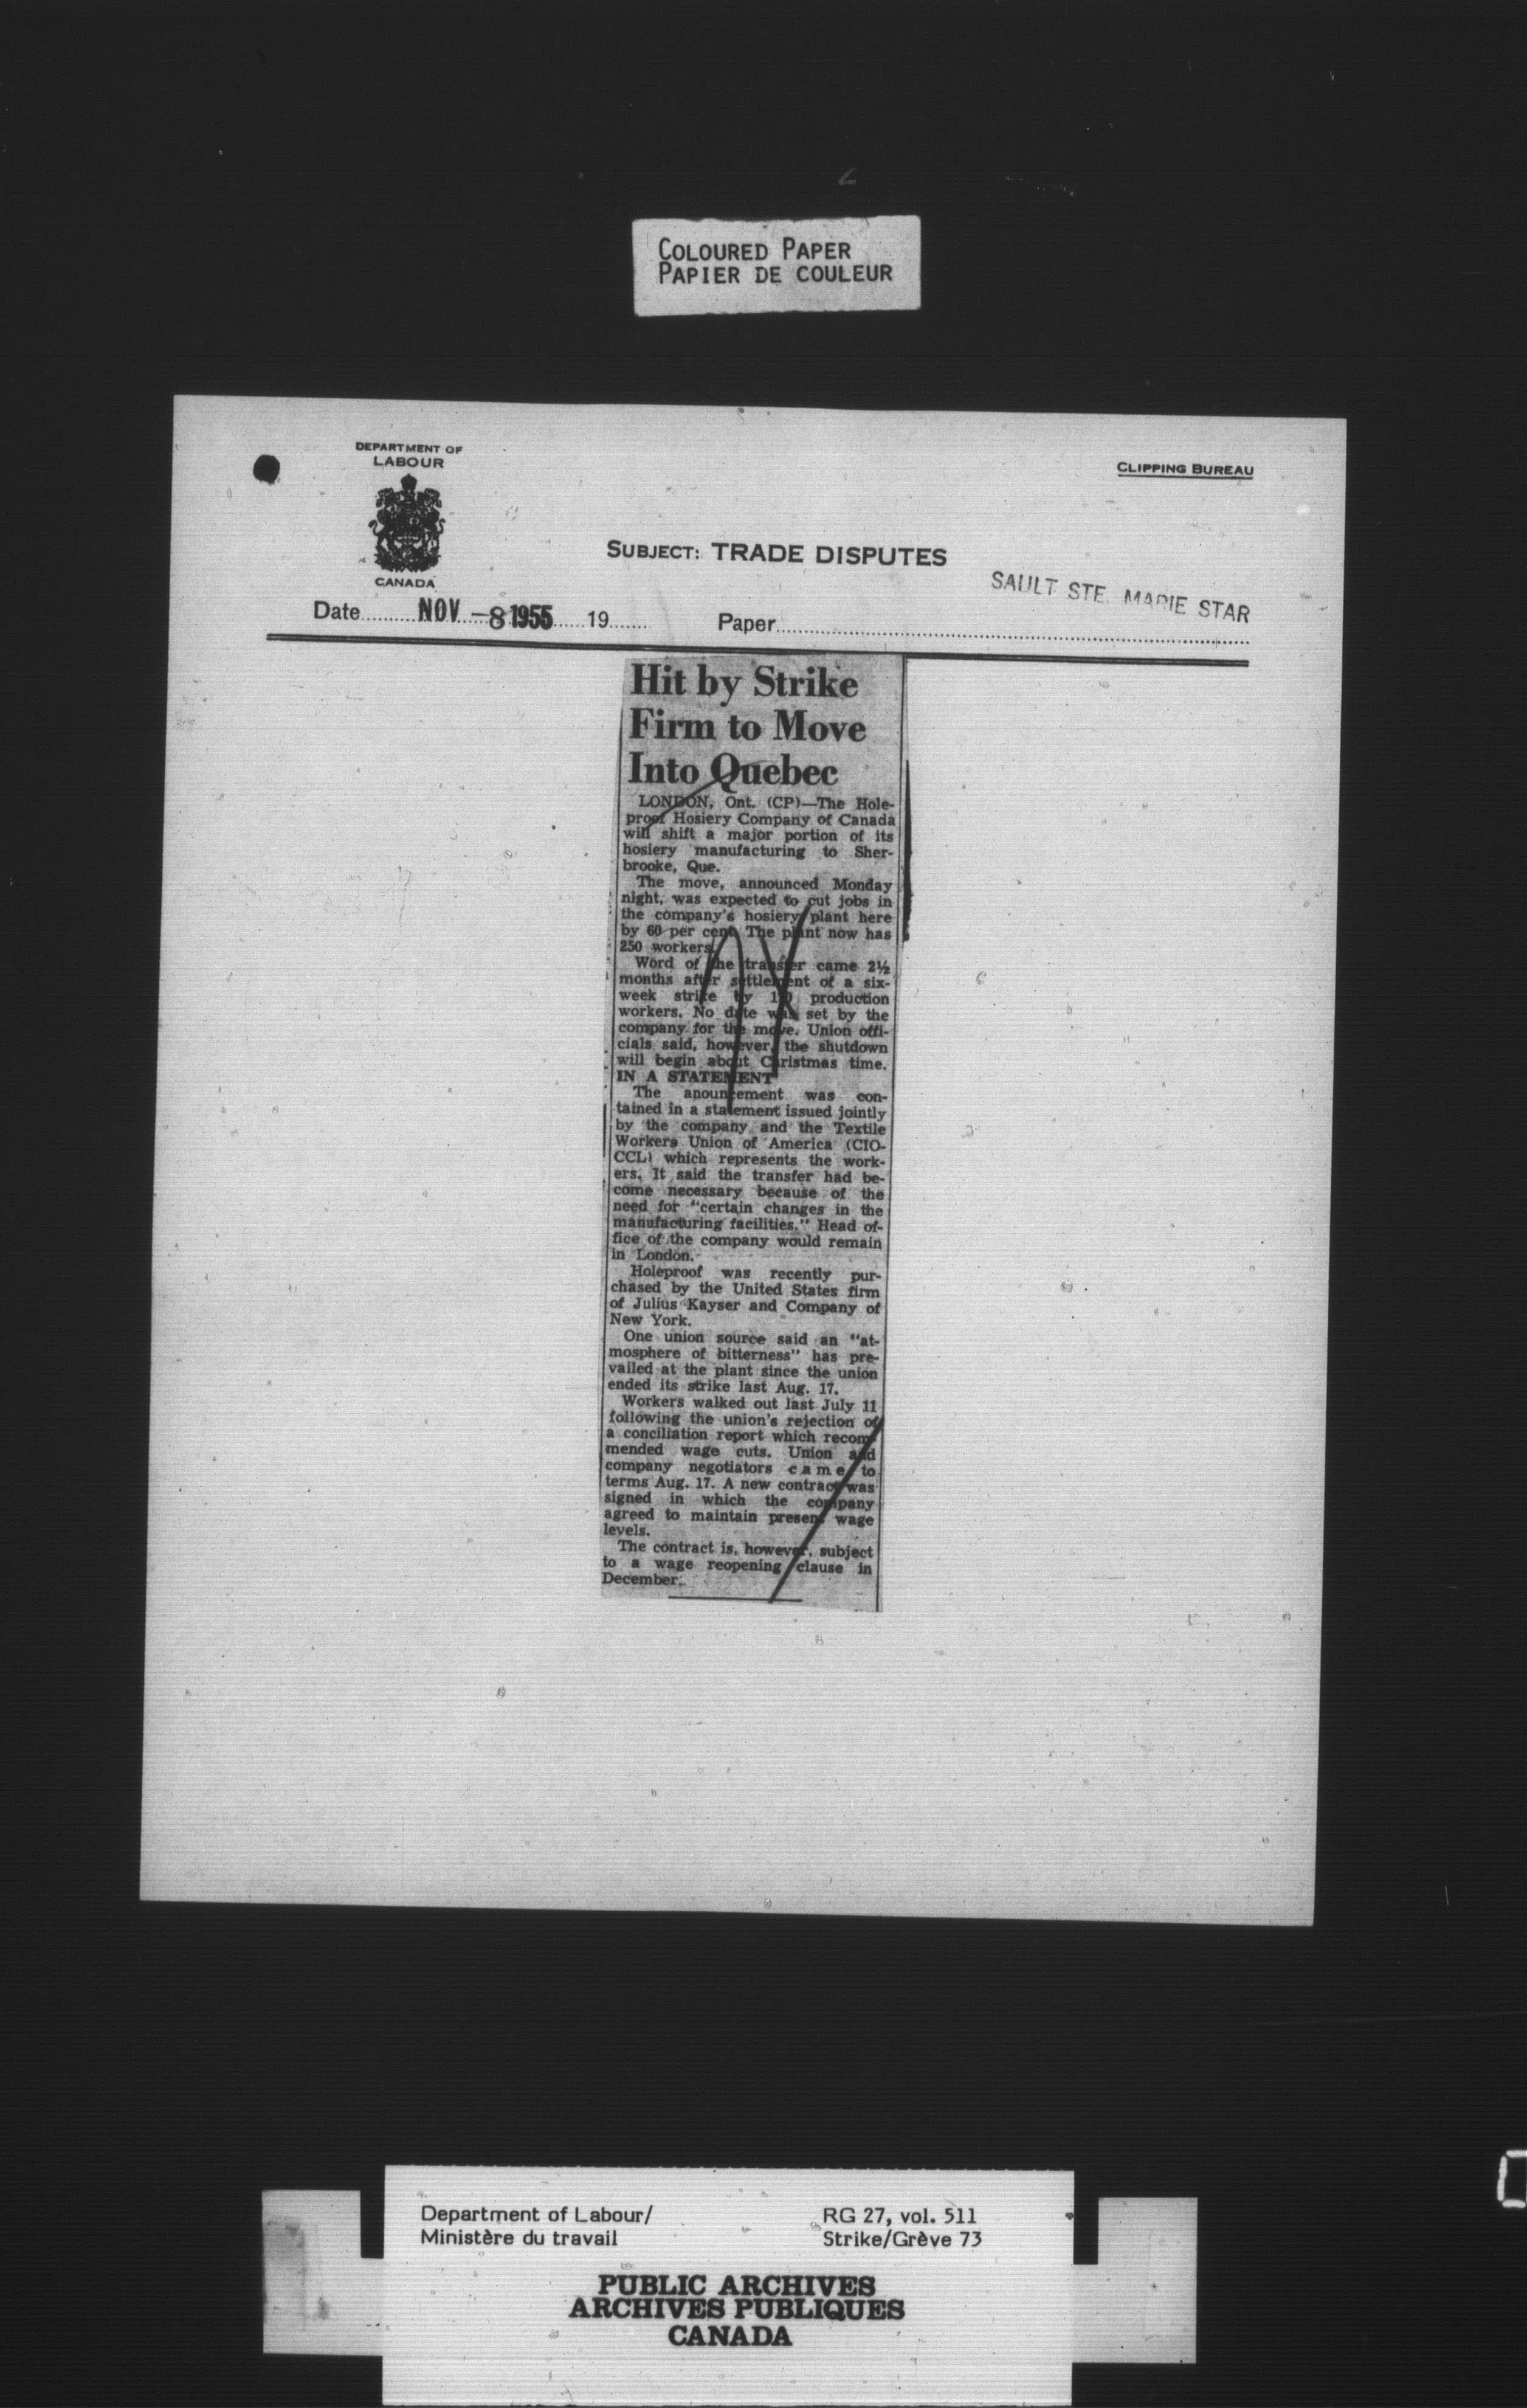 COLOURED PAPER
PAPIER DE COULEUR
DEPARTMENT OF
LABOUR
CANADA
CLIPPING BUREAU
SUBJECT: TRADE DISPUTES
SAULT STE. MARIE STAR
Date NOV -8 1955 19
Paper
Hit by Strike
Firm to Move
Into Quebec
LONDON, Ont. (CP)—The Hole-
proof Hosiery Company of Canada
will shift a major portion of its
hosiery manufacturing to Sher-
brooke, Que.
The move, announced Monday
night, was expected to cut jobs in
the company's hosiery plant here
by 60 per cent. The plant now has
250 workers.
Word of the transfer came 2½
months after settlement of a six-
week strike by production
workers. No date was set by the
company for the move. Union offi-
cials said, however, the shutdown
will begin about Christmas time.
IN A STATEMENT
The anouncement was con-
tained in a statement issued jointly
by the company and the Textile
Workers Union of America (CIO-
CCL) which represents the work-
ers. It said the transfer had be-
come necessary because of the
need for "certain changes in the
manufacturing facilities." Head of-
fice of the company would remain
in London.
Holeproof was recently pur-
chased by the United States firm
of Julius Kayser and Company of
New York.
One union source said an "at-
mosphere of bitterness" has pre-
vailed at the plant since the union
ended its strike last Aug. 17.
Workers walked out last July 11
following the union's rejection of
a conciliation report which recom-
mended wage cuts. Union and
company negotiators came to
terms Aug. 17. A new contract was
signed in which the company
agreed to maintain present wage
levels.
The contract is, however, subject
to a wage reopening clause in
December.
Department of Labour/
Ministère du travail
RG 27, vol. 511
Strike/Grève 73
PUBLIC ARCHIVES
ARCHIVES PUBLIQUES
CANADA